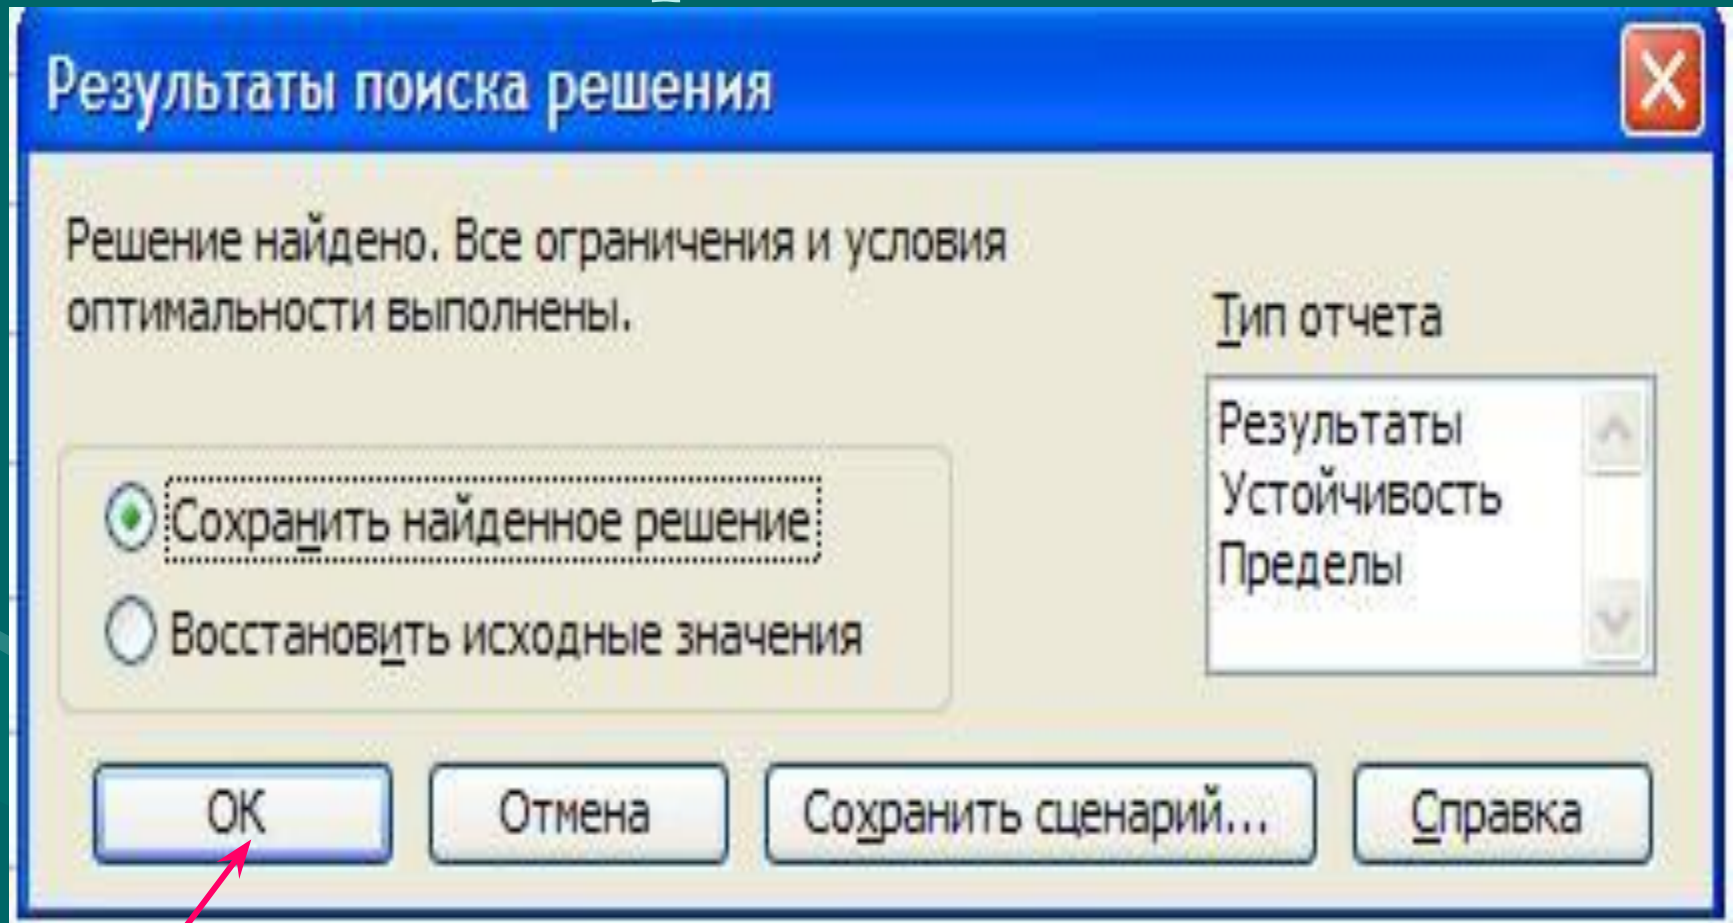 Результаты поиска решения
Решение найдено. Все ограничения и условия
оптимальности выполнены.
Тип отчета
Результаты
Устойчивость
Пределы
Сохранить найденное решение
Восстановить исходные значения
ОК
Отмена
Сохранить сценарий...
Справка